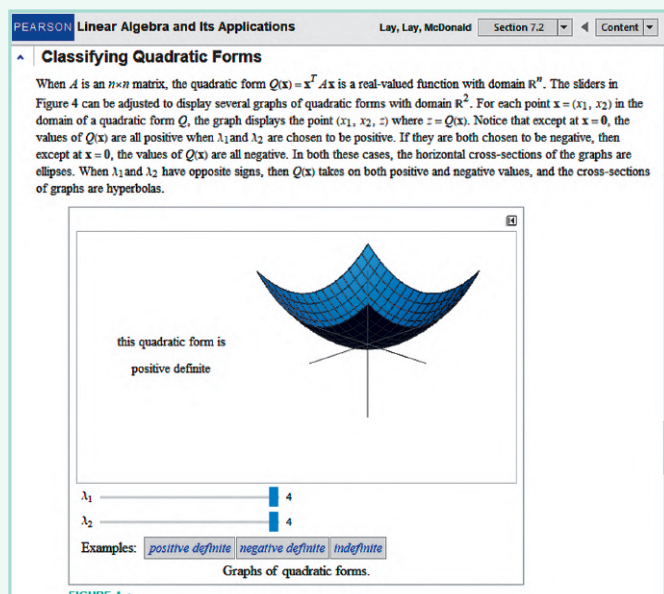 PEARSON Linear Algebra and Its Applications Lay, Lay, McDonald Section 7.2 Content
Classifying Quadratic Forms
When A is an n×n matrix, the quadratic form Q(x) = xᵀAx is a real-valued function with domain ℝⁿ. The sliders in
Figure 4 can be adjusted to display several graphs of quadratic forms with domain ℝ². For each point x = (x₁, x₂) in the
domain of a quadratic form Q, the graph displays the point (x₁, x₂, z) where z = Q(x). Notice that except at x = 0, the
values of Q(x) are all positive when λ₁and λ₂ are chosen to be positive. If they are both chosen to be negative, then
except at x = 0, the values of Q(x) are all negative. In both these cases, the horizontal cross-sections of the graphs are
ellipses. When λ₁and λ₂ have opposite signs, then Q(x) takes on both positive and negative values, and the cross-sections
of graphs are hyperbolas.
this quadratic form is
positive definite
λ₁ 4
λ₂ 4
Examples: positive definite negative definite indefinite
Graphs of quadratic forms.
FIGURE 4